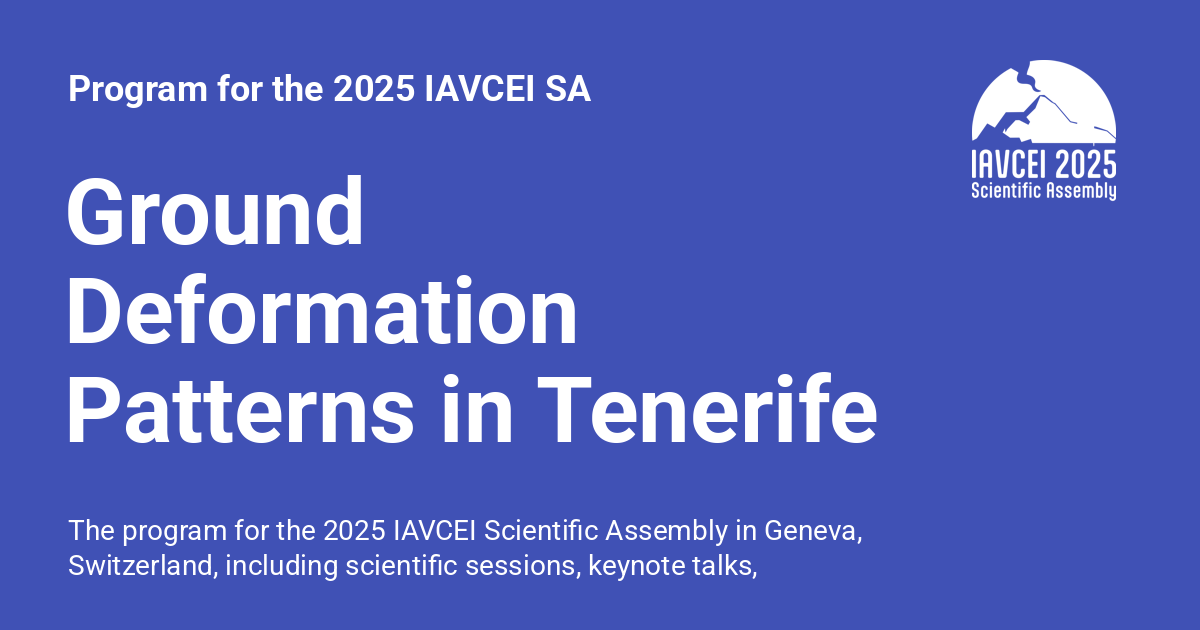 Program for the 2025 IAVCEI SA
IAVCEI 2025
Scientific Assembly
Ground
Deformation
Patterns in Tenerife
The program for the 2025 IAVCEI Scientific Assembly in Geneva,
Switzerland, including scientific sessions, keynote talks,